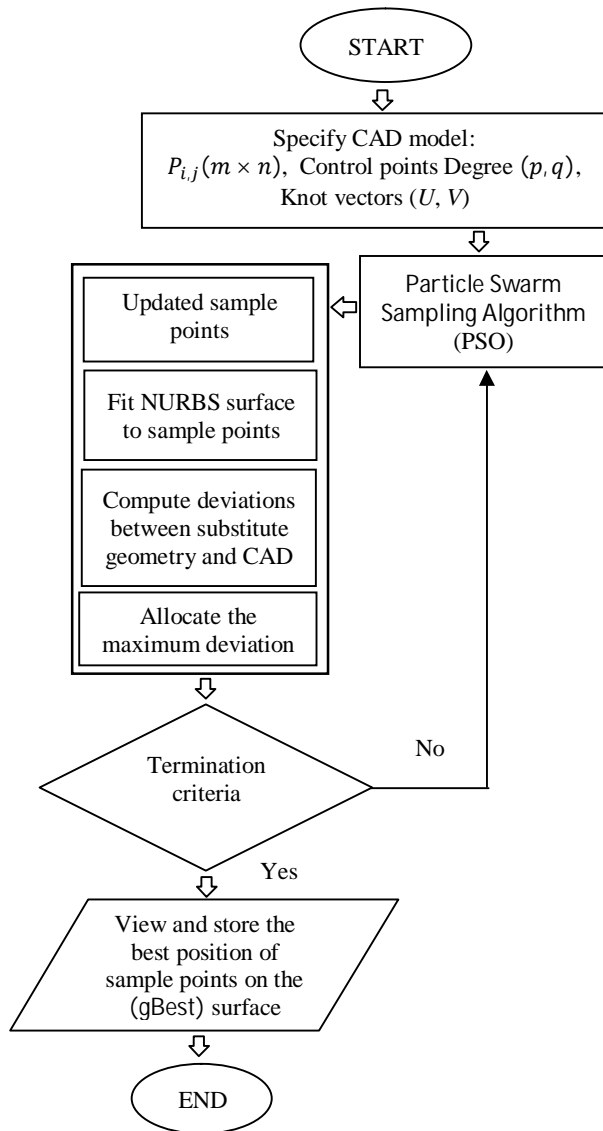 START
Specify CAD model:
𝑃𝑖,𝑗(𝑚 × 𝑛), Control points Degree (𝑝, 𝑞),
Knot vectors (U, V)
Particle Swarm
Sampling Algorithm
(PSO)
Updated sample
points
Fit NURBS surface
to sample points
Compute deviations
between substitute
geometry and CAD
Allocate the
maximum deviation
Termination
criteria
No
Yes
View and store the
best position of
sample points on the
(gBest) surface
END